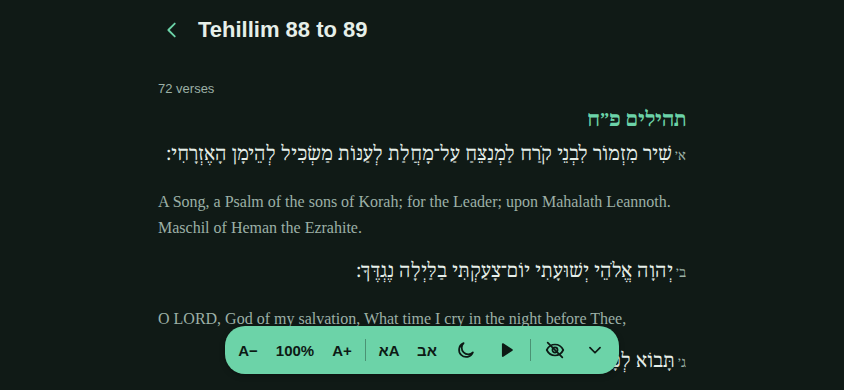 Tehillim 88 to 89
72 verses
תהילים פ״ח
א׳ שִׁיר מִזְמוֹר לִבְנֵי קֹרַח לַמְנַצֵּחַ עַל־מָחֲלַת לְעַנּוֹת מַשְׂכִּיל לְהֵימָן הָאֶזְרָחִי׃
A Song, a Psalm of the sons of Korah; for the Leader; upon Mahalath Leannoth.
Maschil of Heman the Ezrahite.
ב׳ יְהוָה אֱלֹהֵי יְשׁוּעָתִי יוֹם־צָעַקְתִּי בַלַּיְלָה נֶגְדֶּךָ׃
O LORD, God of my salvation, What time I cry in the night before Thee,
ג׳ תָּבוֹא
A− 100% A+ אA אב